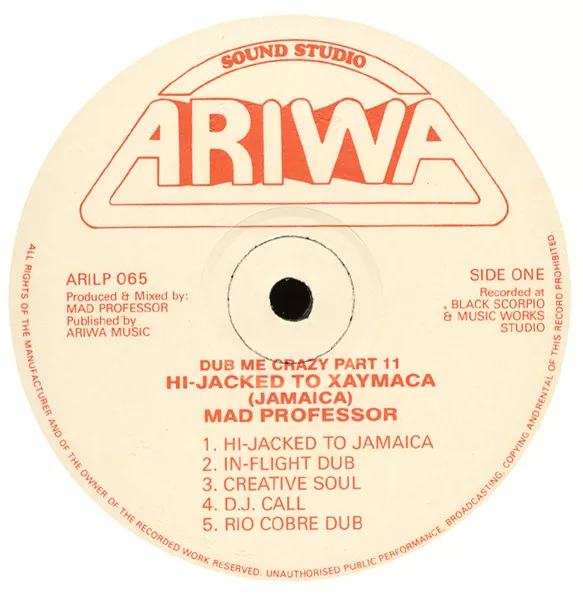 SOUND STUDIO
ARIWA
ARILP 065
Produced & Mixed by:
MAD PROFESSOR
Published by
ARIWA MUSIC
SIDE ONE
Recorded at
BLACK SCORPIO
& MUSIC WORKS
STUDIO
DUB ME CRAZY PART 11
HI-JACKED TO XAYMACA
(JAMAICA)
MAD PROFESSOR
1. HI-JACKED TO JAMAICA
2. IN-FLIGHT DUB
3. CREATIVE SOUL
4. D.J. CALL
5. RIO COBRE DUB
ALL RIGHTS OF THE MANUFACTURER AND OF THE OWNER OF THE RECORDED WORK RESERVED. UNAUTHORISED PUBLIC PERFORMANCE, BROADCASTING, COPYING AND RENTAL OF THIS RECORD PROHIBITED.